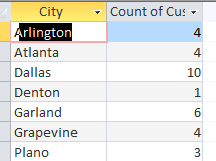 City Count of Cus
Arlington 4
Atlanta 4
Dallas 10
Denton 1
Garland 6
Grapevine 4
Plano 3